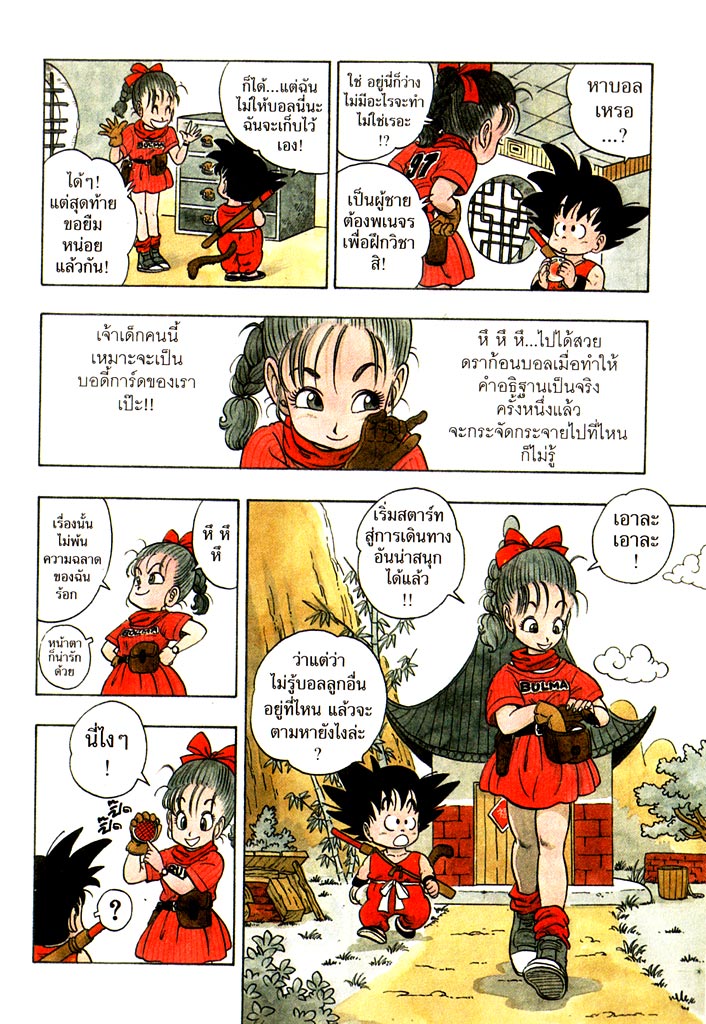 หาบอล
เหรอ
...?
ใช่ อยู่นี่ก็ว่าง
ไม่มีอะไรจะทำ
ไม่ใช่เรอะ
!?
97
เป็นผู้ชาย
ต้องพเนจร
เพื่อฝึกวิชา
สิ!
ก็ได้...แต่ฉัน
ไม่ให้บอลนี่นะ
ฉันจะเก็บไว้
เอง!
BULMA
ได้ๆ!
แต่สุดท้าย
ขอยืม
หน่อย
แล้วกัน!
หึ หึ หึ...ไปได้สวย
ดราก้อนบอลเมื่อทำให้
คำอธิฐานเป็นจริง
ครั้งหนึ่งแล้ว
จะกระจัดกระจายไปที่ไหน
ก็ไม่รู้
เจ้าเด็กคนนี้
เหมาะจะเป็น
บอดี้การ์ดของเรา
เป๊ะ!!
เอาละ
เอาละ
!
เริ่มสตาร์ท
สู่การเดินทาง
อันน่าสนุก
ได้แล้ว
!!
BULMA
ว่าแต่ว่า
ไม่รู้บอลลูกอื่น
อยู่ที่ไหน แล้วจะ
ตามหายังไงล่ะ
?
หึ หึ
หึ
เรื่องนั้น
ไม่พ้น
ความฉลาด
ของฉัน
ร้อก
BULMA
หน้าตา
ก็น่ารัก
ด้วย
นี่ไงๆ
!
ปิ๊ๆ
ปิ๊ๆ
?